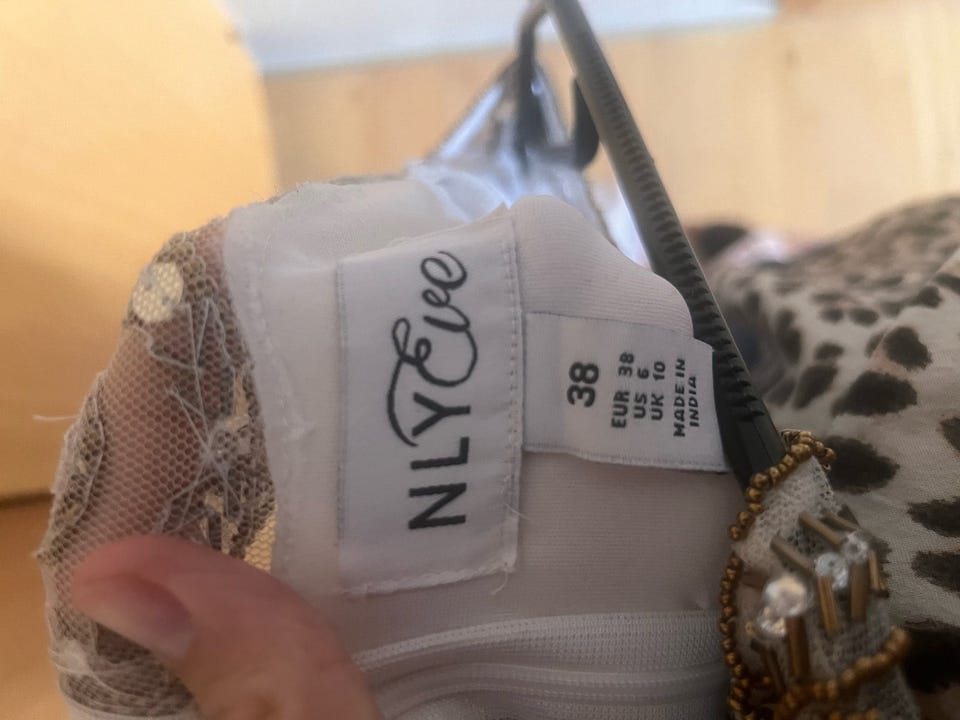 NLY Eve
38
EUR 38
US 6
UK 10
MADE IN
INDIA